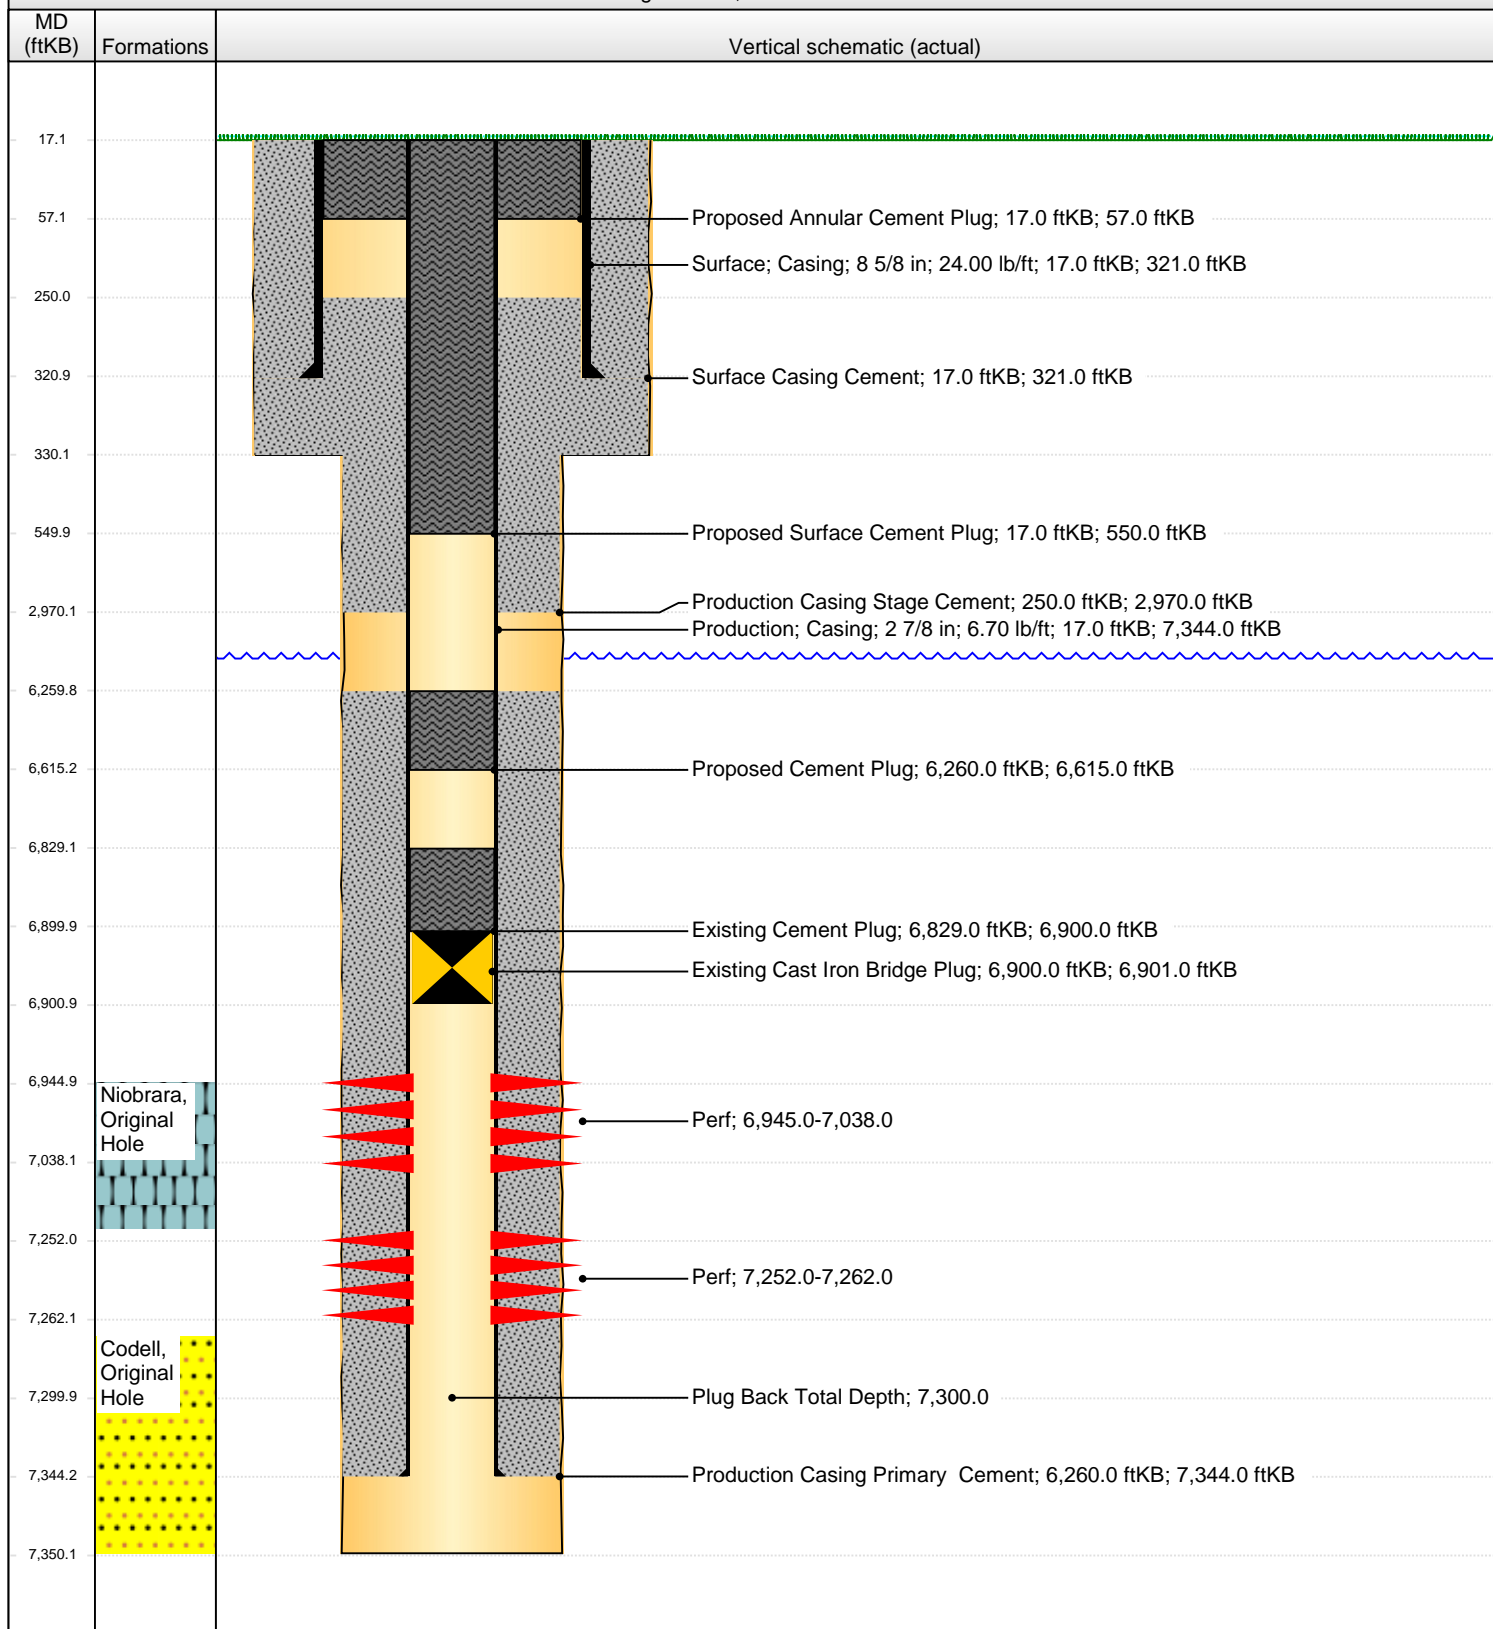 MD
(ftKB)
Formations
Vertical schematic (actual)
17.1
57.1
Proposed Annular Cement Plug; 17.0 ftKB; 57.0 ftKB
Surface; Casing; 8 5/8 in; 24.00 lb/ft; 17.0 ftKB; 321.0 ftKB
250.0
320.9
Surface Casing Cement; 17.0 ftKB; 321.0 ftKB
330.1
549.9
Proposed Surface Cement Plug; 17.0 ftKB; 550.0 ftKB
2,970.1
Production Casing Stage Cement; 250.0 ftKB; 2,970.0 ftKB
Production; Casing; 2 7/8 in; 6.70 lb/ft; 17.0 ftKB; 7,344.0 ftKB
6,259.8
6,615.2
Proposed Cement Plug; 6,260.0 ftKB; 6,615.0 ftKB
6,829.1
6,899.9
Existing Cement Plug; 6,829.0 ftKB; 6,900.0 ftKB
Existing Cast Iron Bridge Plug; 6,900.0 ftKB; 6,901.0 ftKB
6,900.9
6,944.9
Niobrara,
Original
Hole
Perf; 6,945.0-7,038.0
7,038.1
7,252.0
Perf; 7,252.0-7,262.0
7,262.1
Codell,
Original
Hole
7,299.9
Plug Back Total Depth; 7,300.0
7,344.2
Production Casing Primary  Cement; 6,260.0 ftKB; 7,344.0 ftKB
7,350.1